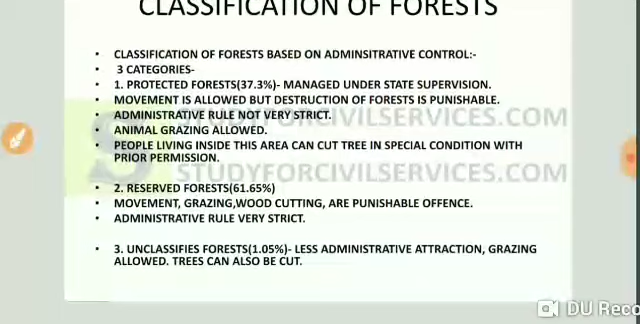 CLASSIFICATION OF FORESTS
• CLASSIFICATION OF FORESTS BASED ON ADMINSITRATIVE CONTROL:-
• 3 CATEGORIES-
• 1. PROTECTED FORESTS(37.3%)- MANAGED UNDER STATE SUPERVISION.
• MOVEMENT IS ALLOWED BUT DESTRUCTION OF FORESTS IS PUNISHABLE.
• ADMINISTRATIVE RULE NOT VERY STRICT.
STUDYFORCIVILSERVICES.COM
• ANIMAL GRAZING ALLOWED.
• PEOPLE LIVING INSIDE THIS AREA CAN CUT TREE IN SPECIAL CONDITION WITH
PRIOR PERMISSION.
STUDYFORCIVILSERVICES.COM
• 2. RESERVED FORESTS(61.65%)
• MOVEMENT, GRAZING,WOOD CUTTING, ARE PUNISHABLE OFFENCE.
• ADMINISTRATIVE RULE VERY STRICT.
• 3. UNCLASSIFIES FORESTS(1.05%)- LESS ADMINISTRATIVE ATTRACTION, GRAZING
ALLOWED. TREES CAN ALSO BE CUT.
DU Reco